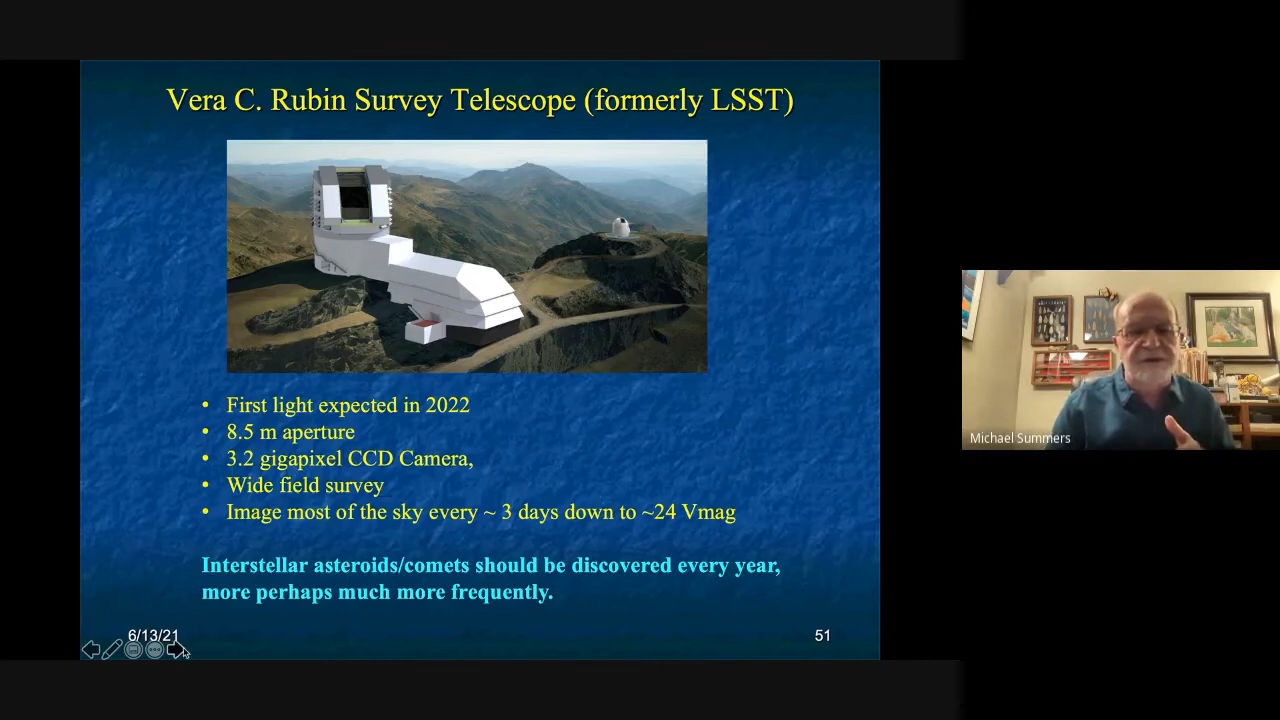 Vera C. Rubin Survey Telescope (formerly LSST)
• First light expected in 2022
• 8.5 m aperture
• 3.2 gigapixel CCD Camera,
• Wide field survey
• Image most of the sky every ~ 3 days down to ~24 Vmag
Interstellar asteroids/comets should be discovered every year,
more perhaps much more frequently.
6/13/21
51
Michael Summers